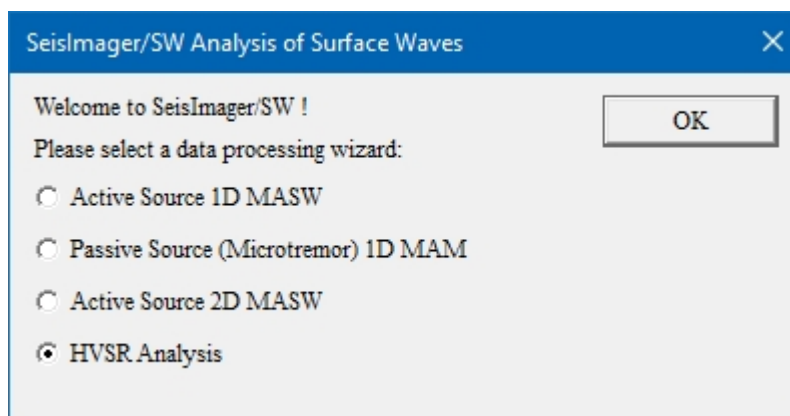 SeisImager/SW Analysis of Surface Waves
Welcome to SeisImager/SW !
OK
Please select a data processing wizard:
Active Source 1D MASW
Passive Source (Microtremor) 1D MAM
Active Source 2D MASW
HVSR Analysis